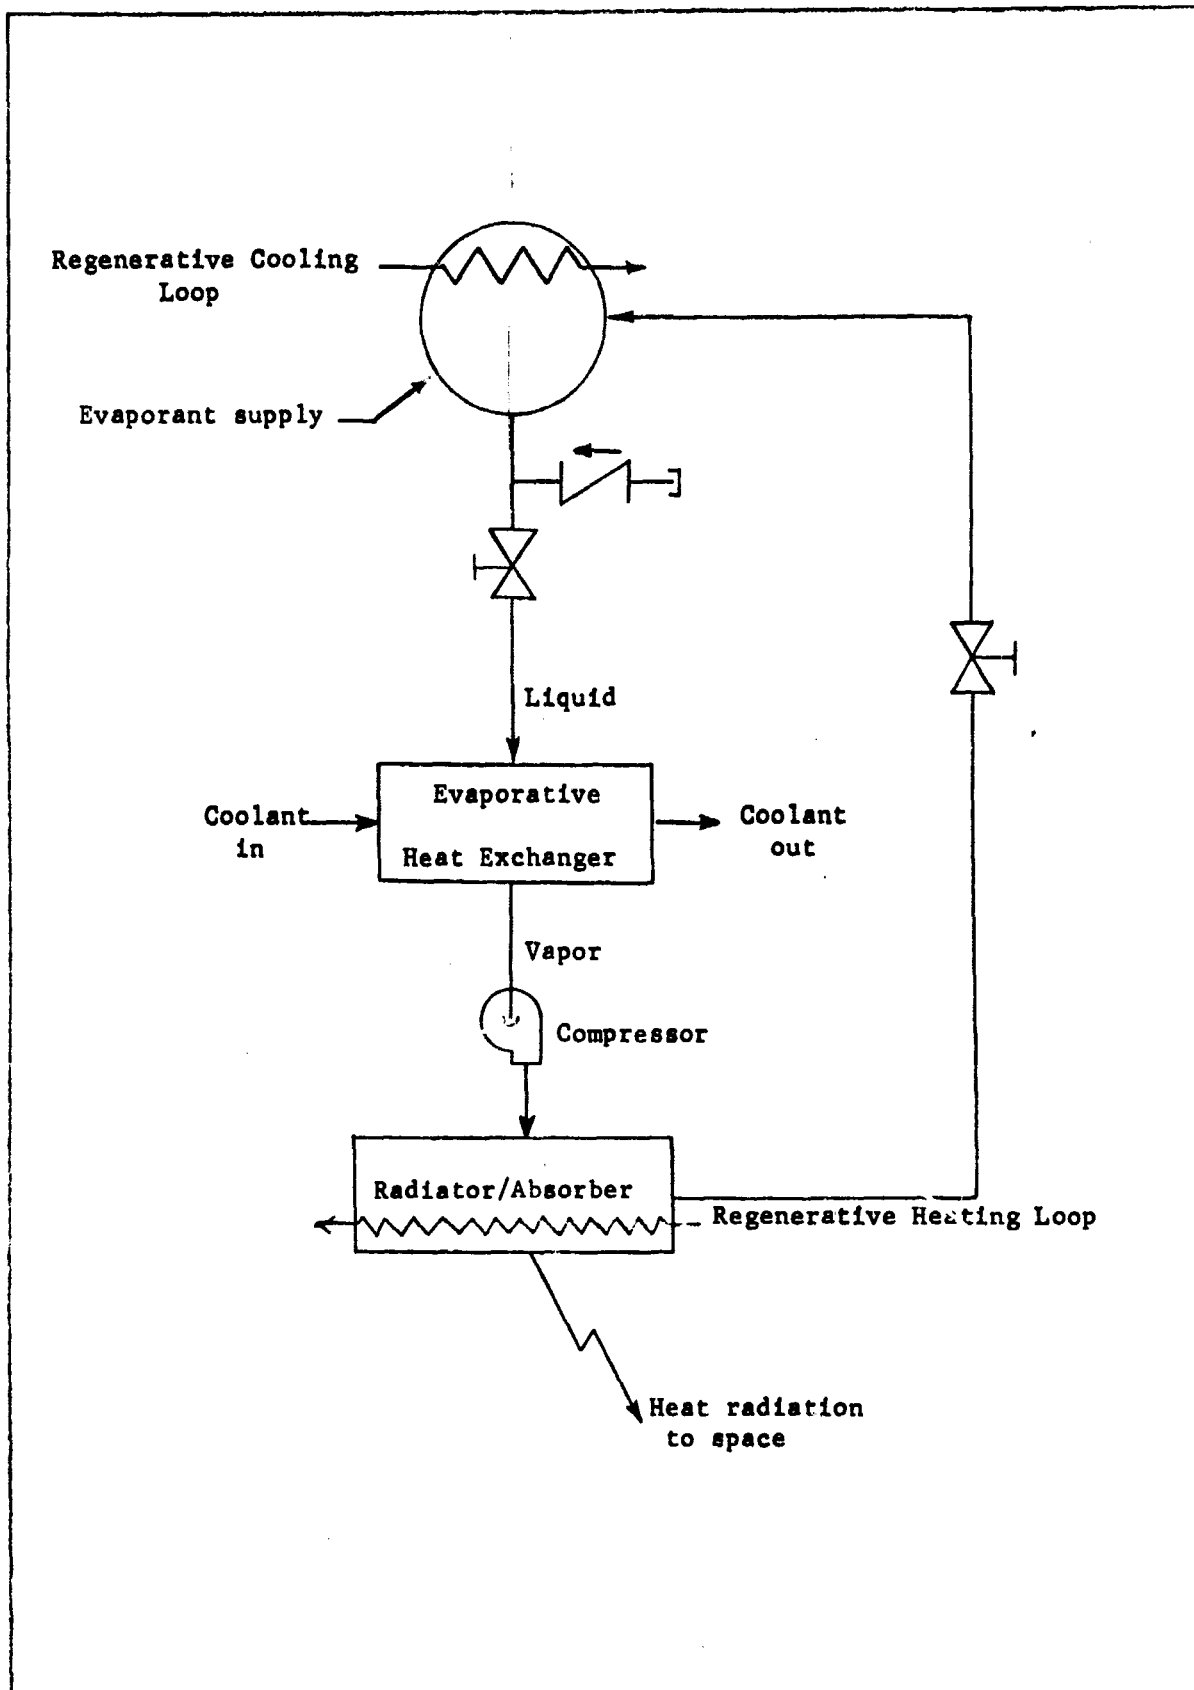 Regenerative Cooling
Loop
Evaporant supply
Liquid
Evaporative
Heat Exchanger
Coolant
in
Coolant
out
Vapor
Compressor
Radiator/Absorber
Regenerative Heating Loop
Heat radiation
to space